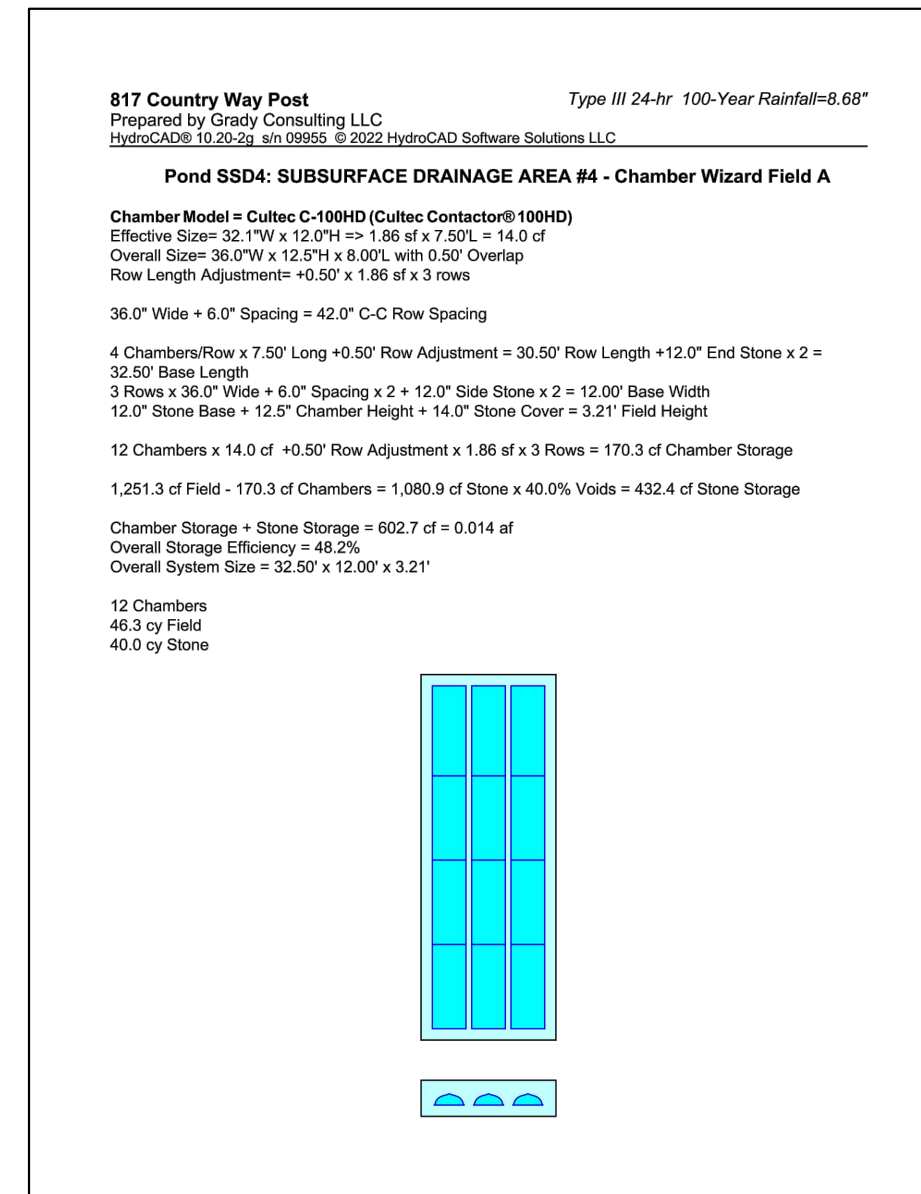 817 Country Way Post
Type III 24-hr 100-Year Rainfall=8.68"
Prepared by Grady Consulting LLC
HydroCAD® 10.20-2g s/n 09955 © 2022 HydroCAD Software Solutions LLC
Pond SSD4: SUBSURFACE DRAINAGE AREA #4 - Chamber Wizard Field A
Chamber Model = Cultec C-100HD (Cultec Contactor® 100HD)
Effective Size= 32.1"W x 12.0"H => 1.86 sf x 7.50'L = 14.0 cf
Overall Size= 36.0"W x 12.5"H x 8.00'L with 0.50' Overlap
Row Length Adjustment= +0.50' x 1.86 sf x 3 rows
36.0" Wide + 6.0" Spacing = 42.0" C-C Row Spacing
4 Chambers/Row x 7.50' Long +0.50' Row Adjustment = 30.50' Row Length +12.0" End Stone x 2 =
32.50' Base Length
3 Rows x 36.0" Wide + 6.0" Spacing x 2 + 12.0" Side Stone x 2 = 12.00' Base Width
12.0" Stone Base + 12.5" Chamber Height + 14.0" Stone Cover = 3.21' Field Height
12 Chambers x 14.0 cf +0.50' Row Adjustment x 1.86 sf x 3 Rows = 170.3 cf Chamber Storage
1,251.3 cf Field - 170.3 cf Chambers = 1,080.9 cf Stone x 40.0% Voids = 432.4 cf Stone Storage
Chamber Storage + Stone Storage = 602.7 cf = 0.014 af
Overall Storage Efficiency = 48.2%
Overall System Size = 32.50' x 12.00' x 3.21'
12 Chambers
46.3 cy Field
40.0 cy Stone